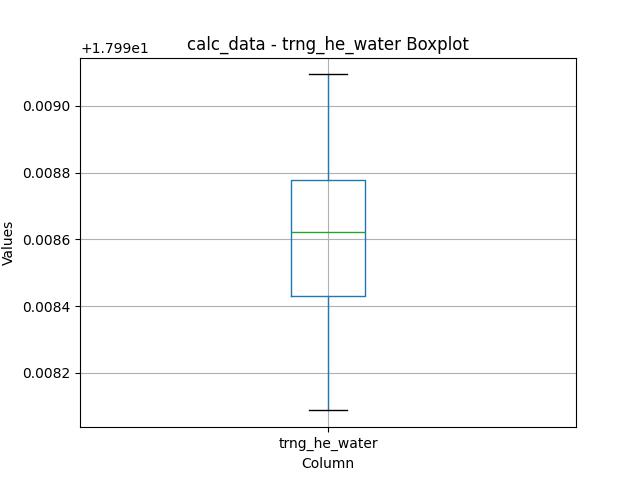 calc_data - trng_he_water Boxplot
+1.799e1
0.0090
0.0088
0.0086
0.0084
0.0082
Values
trng_he_water
Column